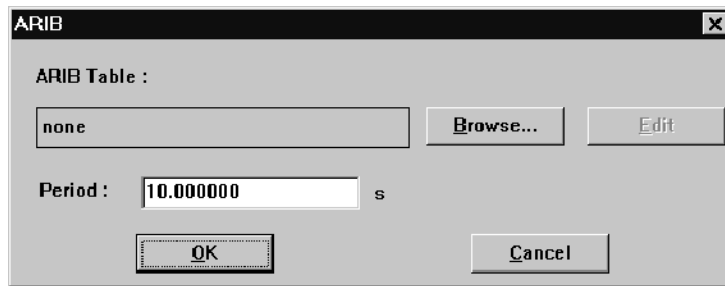 ARIB
ARIB Table :
none Browse... Edit
Period : 10.000000 s
OK Cancel